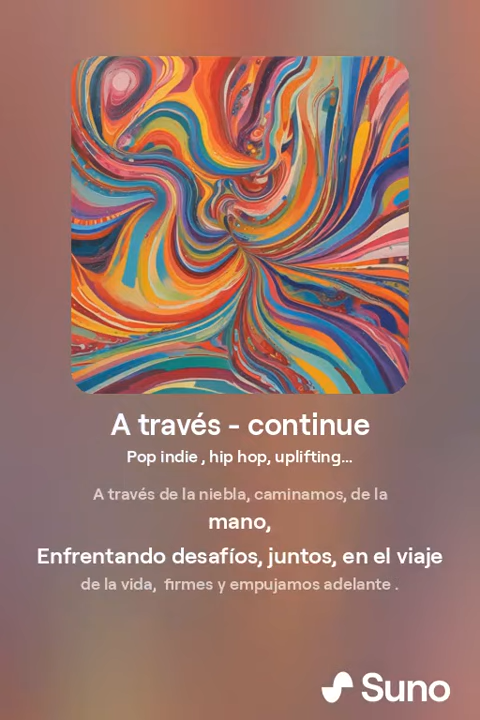 A través - continue
Pop indie , hip hop, uplifting...
A través de la niebla, caminamos, de la
mano,
Enfrentando desafíos, juntos, en el viaje
de la vida, firmes y empujamos adelante .
Suno